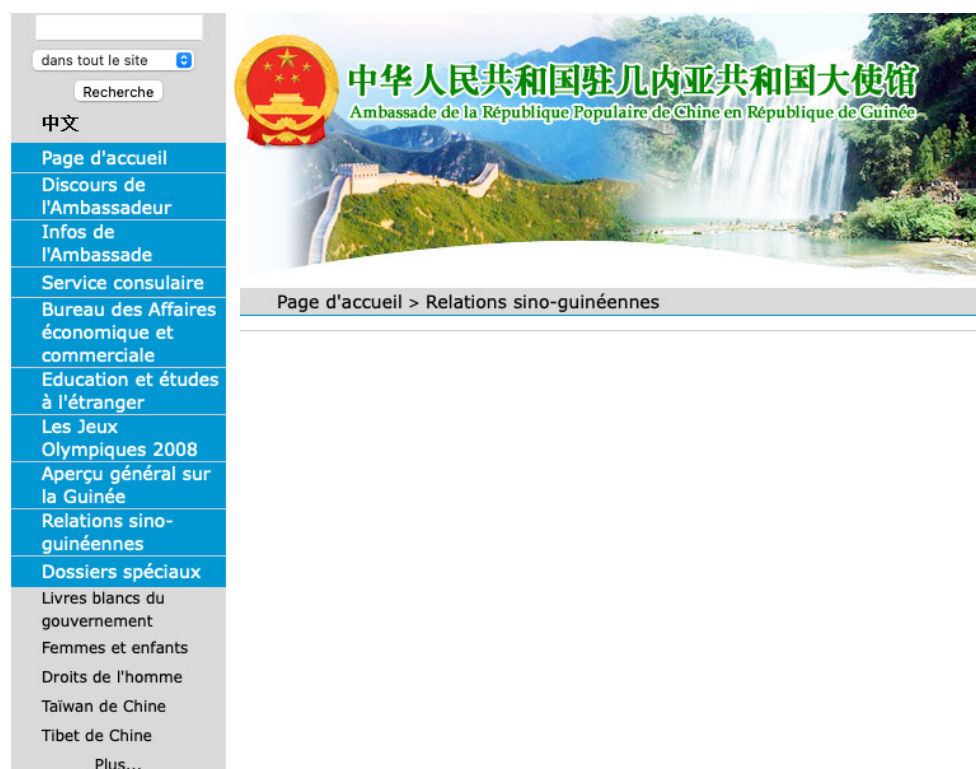 dans tout le site
Recherche
中文
Page d'accueil
Discours de
l'Ambassadeur
Infos de
l'Ambassade
Service consulaire
Bureau des Affaires
économique et
commerciale
Education et études
à l'étranger
Les Jeux
Olympiques 2008
Aperçu général sur
la Guinée
Relations sino-
guinéennes
Dossiers spéciaux
Livres blancs du
gouvernement
Femmes et enfants
Droits de l'homme
Taïwan de Chine
Tibet de Chine
Plus...
中华人民共和国驻几内亚共和国大使馆
Ambassade de la République Populaire de Chine en République de Guinée
Page d'accueil > Relations sino-guinéennes